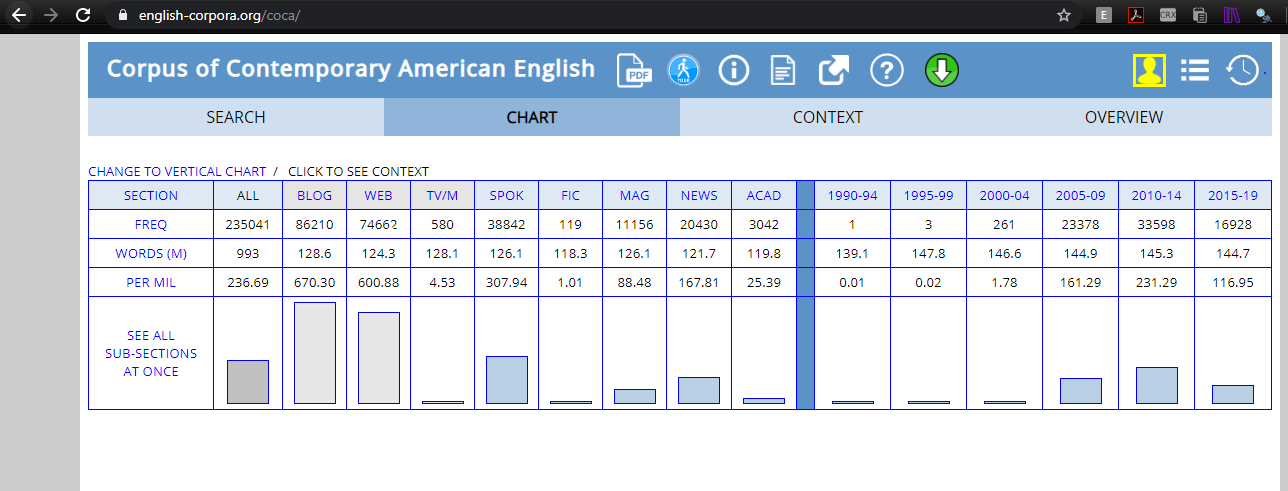 english-corpora.org/coca/
E
CRX
Corpus of Contemporary American English
PDF
TOUR
SEARCH CHART CONTEXT OVERVIEW
CHANGE TO VERTICAL CHART / CLICK TO SEE CONTEXT
SECTION ALL BLOG WEB TV/M SPOK FIC MAG NEWS ACAD 1990-94 1995-99 2000-04 2005-09 2010-14 2015-19
FREQ 235041 86210 74662 580 38842 119 11156 20430 3042 1 3 261 23378 33598 16928
WORDS (M) 993 128.6 124.3 128.1 126.1 118.3 126.1 121.7 119.8 139.1 147.8 146.6 144.9 145.3 144.7
PER MIL 236.69 670.30 600.88 4.53 307.94 1.01 88.48 167.81 25.39 0.01 0.02 1.78 161.29 231.29 116.95
SEE ALL
SUB-SECTIONS
AT ONCE